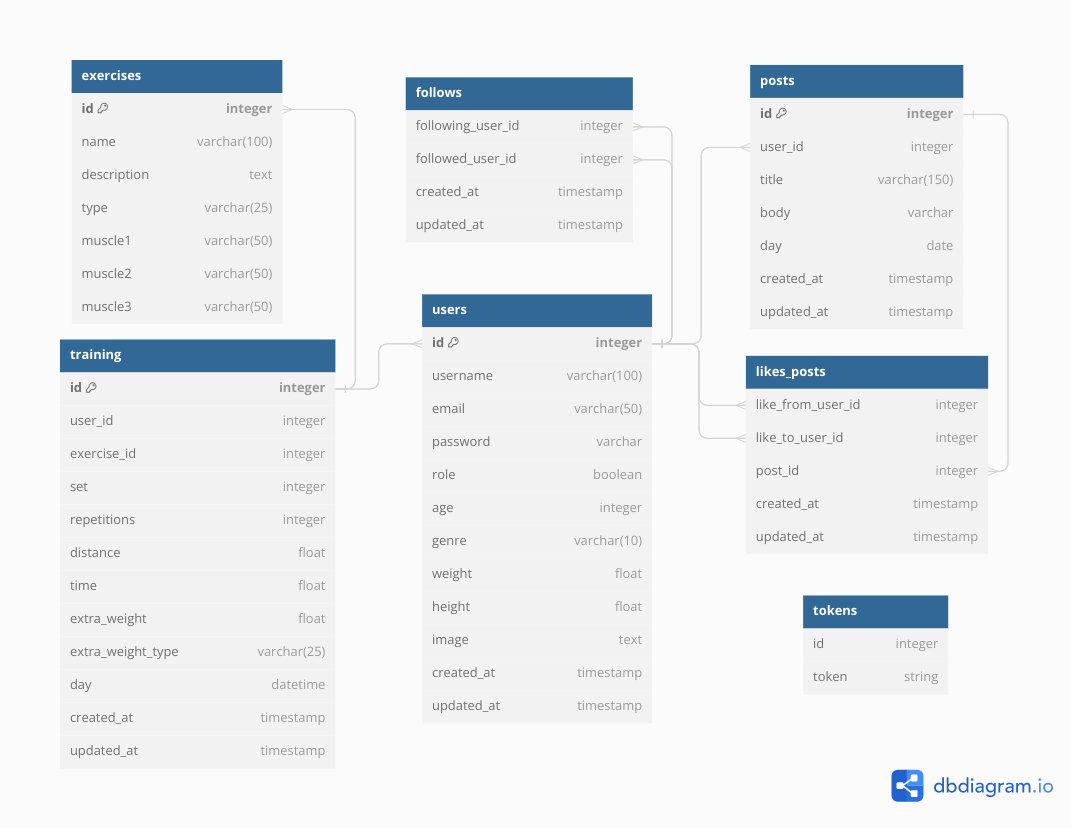 exercises
id integer
name varchar(100)
description text
type varchar(25)
muscle1 varchar(50)
muscle2 varchar(50)
muscle3 varchar(50)
training
id integer
user_id integer
exercise_id integer
set integer
repetitions integer
distance float
time float
extra_weight float
extra_weight_type varchar(25)
day datetime
created_at timestamp
updated_at timestamp
follows
following_user_id integer
followed_user_id integer
created_at timestamp
updated_at timestamp
users
id integer
username varchar(100)
email varchar(50)
password varchar
role boolean
age integer
genre varchar(10)
weight float
height float
image text
created_at timestamp
updated_at timestamp
posts
id integer
user_id integer
title varchar(150)
body varchar
day date
created_at timestamp
updated_at timestamp
likes_posts
like_from_user_id integer
like_to_user_id integer
post_id integer
created_at timestamp
updated_at timestamp
tokens
id integer
token string
dbdiagram.io